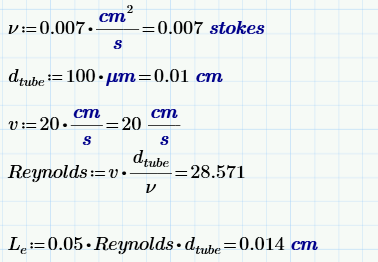 ν:=0.007·cm²/s=0.007 stokes
d_tube:=100·μm=0.01 cm
v:=20·cm/s=20 cm/s
Reynolds:=v·d_tube/ν=28.571
L_e:=0.05·Reynolds·d_tube=0.014 cm